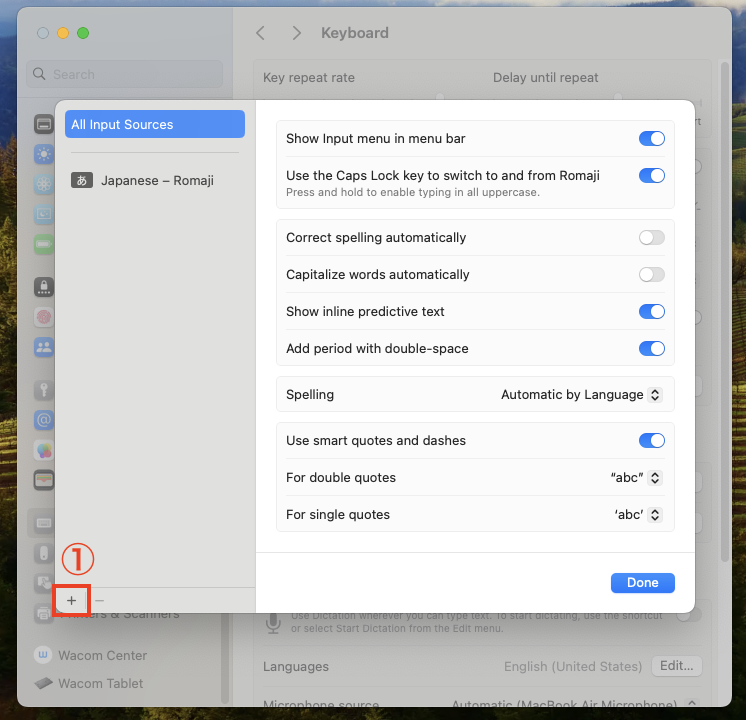 Keyboard
Search
Key repeat rate
Delay until repeat
All Input Sources
あ Japanese – Romaji
Show Input menu in menu bar
Use the Caps Lock key to switch to and from Romaji
Press and hold to enable typing in all uppercase.
Correct spelling automatically
Capitalize words automatically
Show inline predictive text
Add period with double-space
Spelling
Automatic by Language
Use smart quotes and dashes
For double quotes
“abc”
For single quotes
‘abc’
①
+ −
Done
Printers & Scanners
Wacom Center
Wacom Tablet
Use Dictation wherever you can type text. To start dictating, use the shortcut
or select Start Dictation from the Edit menu.
Languages
English (United States)
Edit...
Microphone source
Automatic (MacBook Air Microphone)